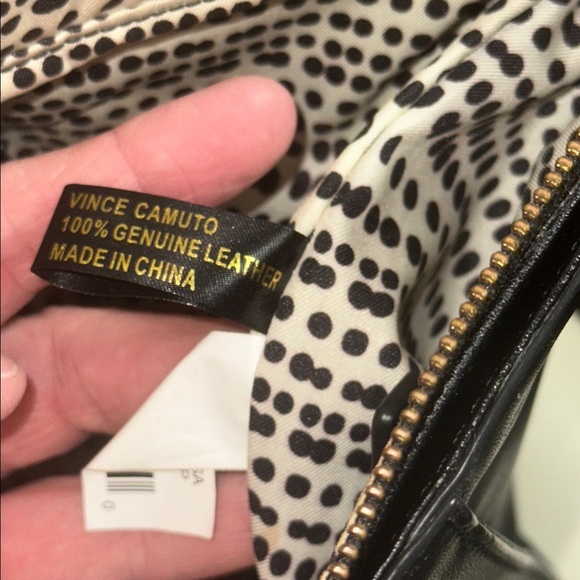 VINCE CAMUTO
100% GENUINE LEATHER
MADE IN CHINA